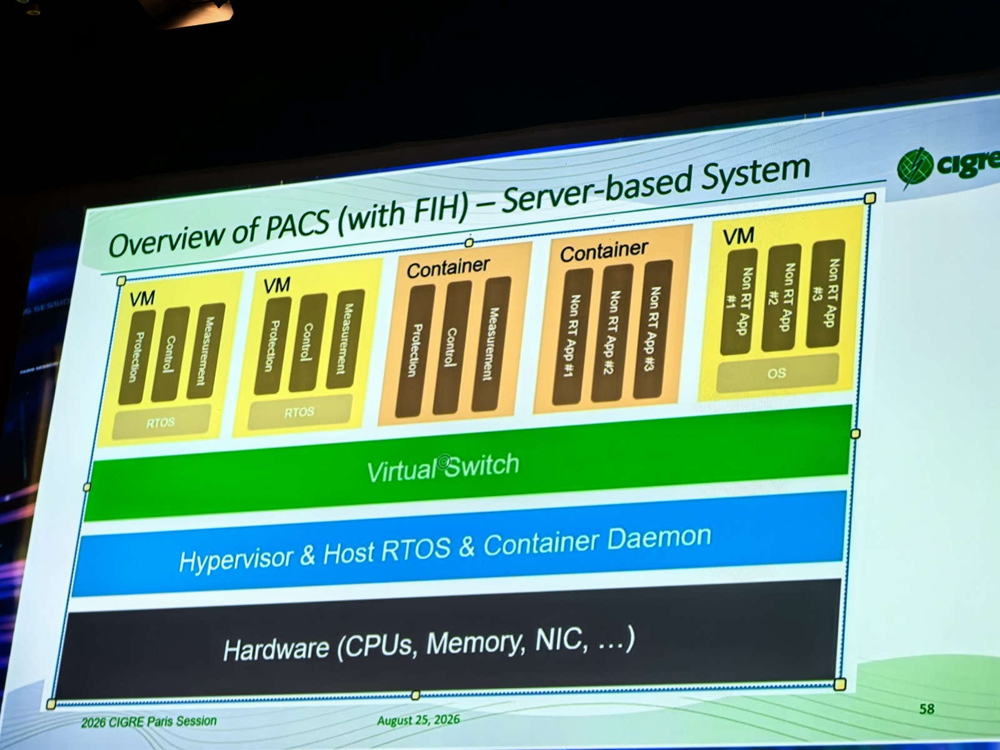 cigre
Overview of PACS (with FIH) – Server-based System
VM
Protection
Control
Measurement
RTOS
VM
Protection
Control
Measurement
RTOS
Container
Protection
Control
Measurement
Container
Non RT App #1
Non RT App #2
Non RT App #3
VM
Non RT App
#1
Non RT App
#2
Non RT App
#3
OS
Virtual Switch
Hypervisor & Host RTOS & Container Daemon
Hardware (CPUs, Memory, NIC, …)
2026 CIGRE Paris Session
August 25, 2026
58